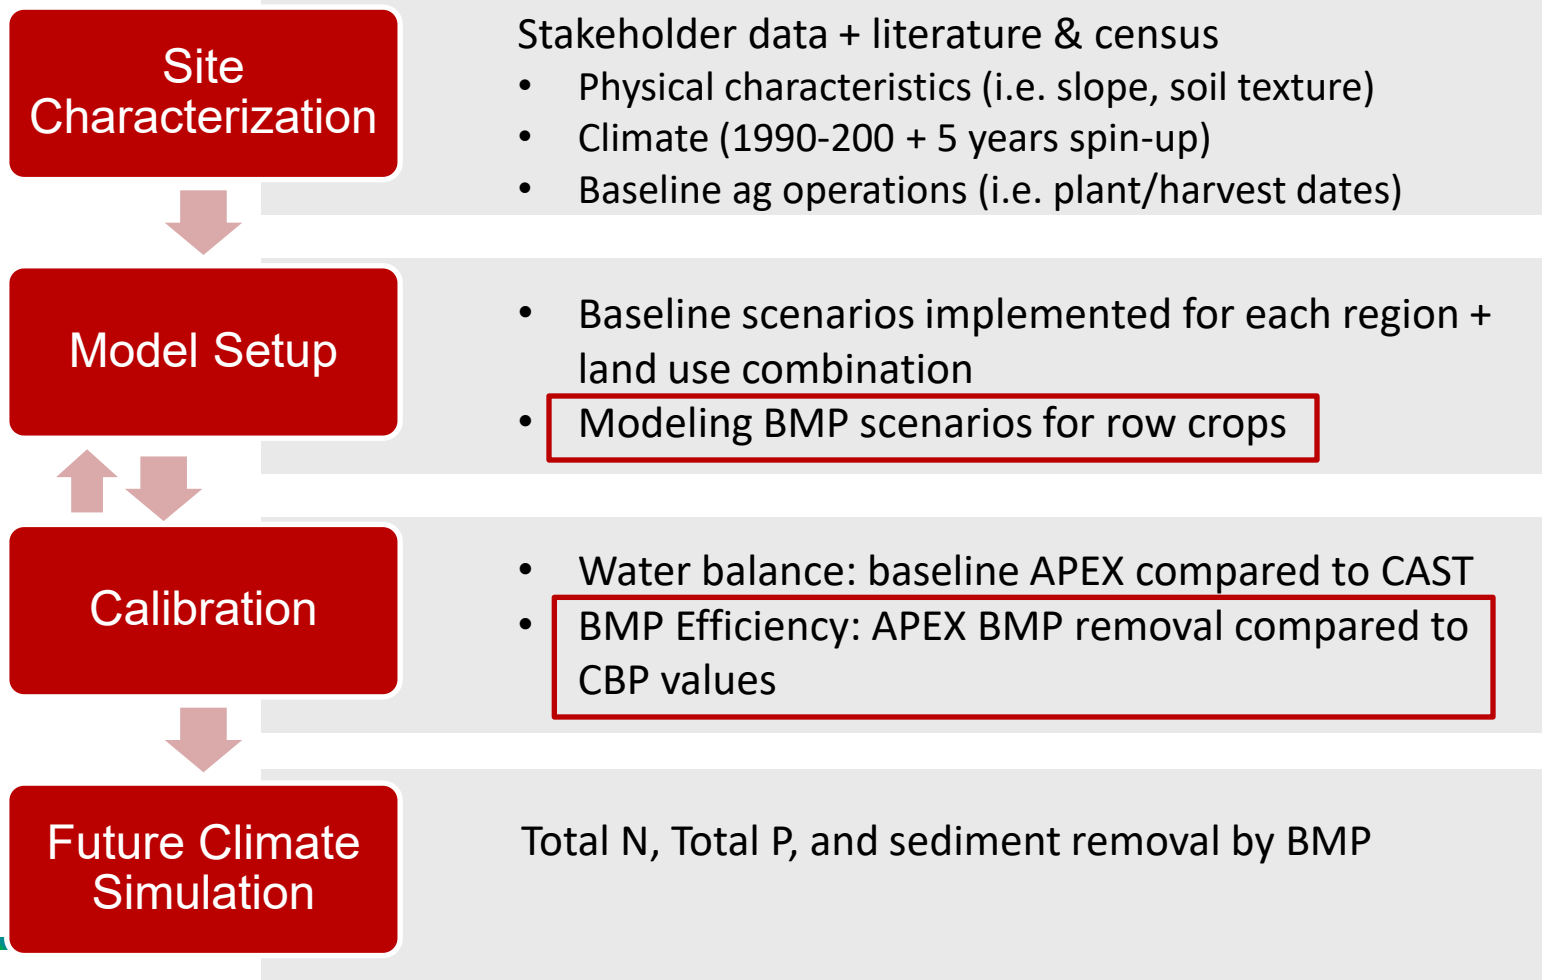 Site
Characterization
Stakeholder data + literature & census
• Physical characteristics (i.e. slope, soil texture)
• Climate (1990-200 + 5 years spin-up)
• Baseline ag operations (i.e. plant/harvest dates)
Model Setup
• Baseline scenarios implemented for each region +
land use combination
• Modeling BMP scenarios for row crops
Calibration
• Water balance: baseline APEX compared to CAST
• BMP Efficiency: APEX BMP removal compared to
CBP values
Future Climate
Simulation
Total N, Total P, and sediment removal by BMP